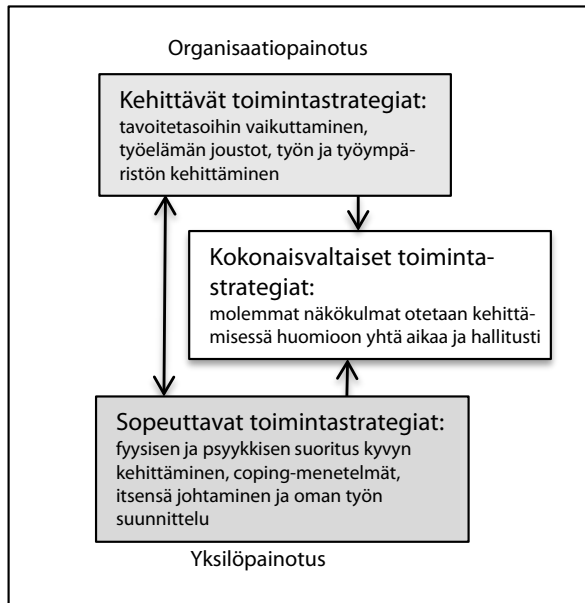 Organisaatiopainotus
Kehittävät toimintastrategiat:
tavoitetasoihin vaikuttaminen,
työelämän joustot, työn ja työympä-
ristön kehittäminen
Kokonaisvaltaiset toiminta-
strategiat:
molemmat näkökulmat otetaan kehittä-
misessä huomioon yhtä aikaa ja hallitusti
Sopeuttavat toimintastrategiat:
fyysisen ja psyykkisen suoritus kyvyn
kehittäminen, coping-menetelmät,
itsensä johtaminen ja oman työn
suunnittelu
Yksilöpainotus